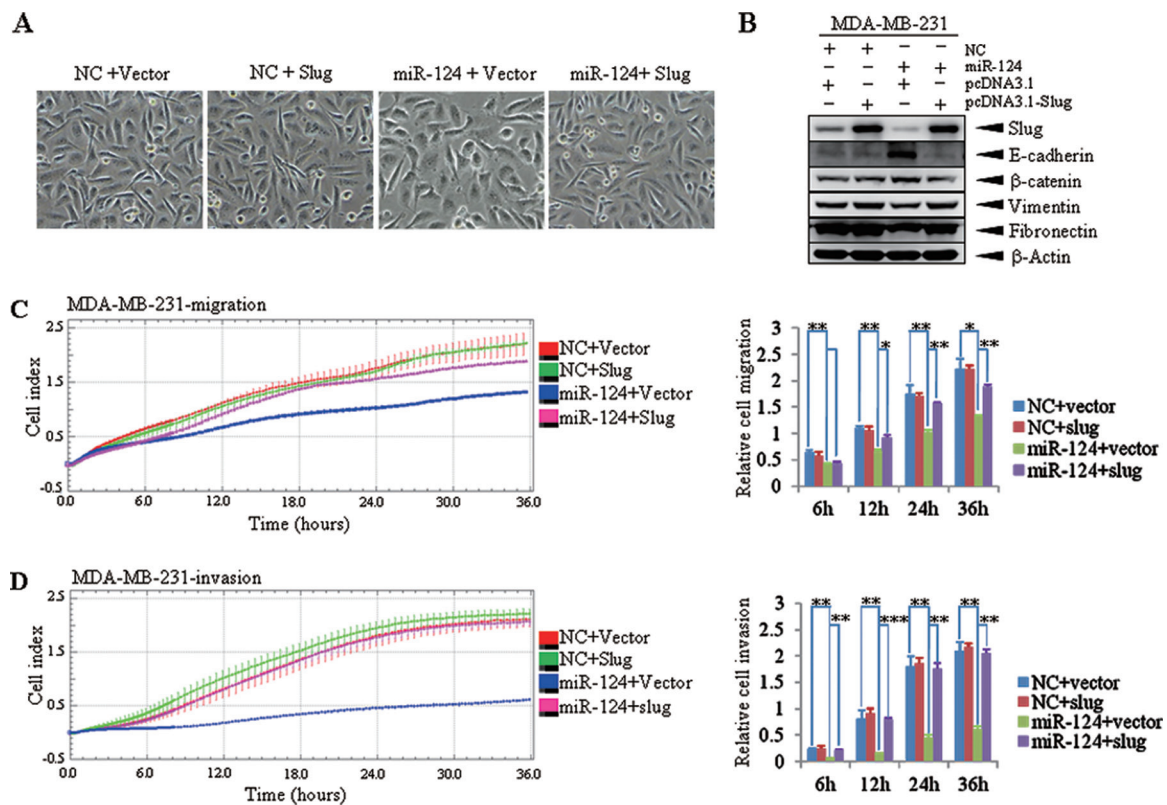 A
NC +Vector
NC + Slug
miR-124 + Vector
miR-124+ Slug
B
MDA-MB-231
+ + – – NC
– – + + miR-124
+ – + – pcDNA3.1
– + – + pcDNA3.1-Slug
Slug
E-cadherin
β-catenin
Vimentin
Fibronectin
β-Actin
C
MDA-MB-231-migration
Cell index
2.5
1.5
0.5
-0.5
0.0 6.0 12.0 18.0 24.0 30.0 36.0
Time (hours)
NC+Vector
NC+Slug
miR-124+Vector
miR-124+Slug
Relative cell migration
3
2.5
2
1.5
1
0.5
0
** ** ** *
* ** **
6h 12h 24h 36h
NC+vector
NC+slug
miR-124+vector
miR-124+slug
D
MDA-MB-231-invasion
Cell index
2.5
1.5
0.5
-0.5
0.0 6.0 12.0 18.0 24.0 30.0 36.0
Time (hours)
NC+Vector
NC+Slug
miR-124+Vector
miR-124+slug
Relative cell invasion
3
2.5
2
1.5
1
0.5
0
** ** ** **
** *** ** **
6h 12h 24h 36h
NC+vector
NC+slug
miR-124+vector
miR-124+slug